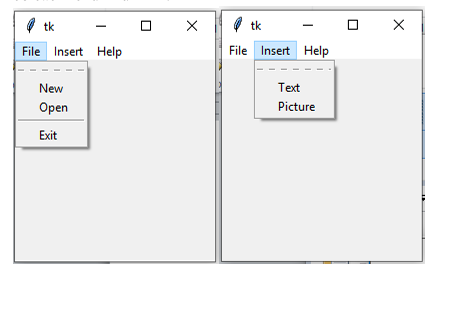 tk
File Insert Help
New
Open
Exit
tk
File Insert Help
Text
Picture